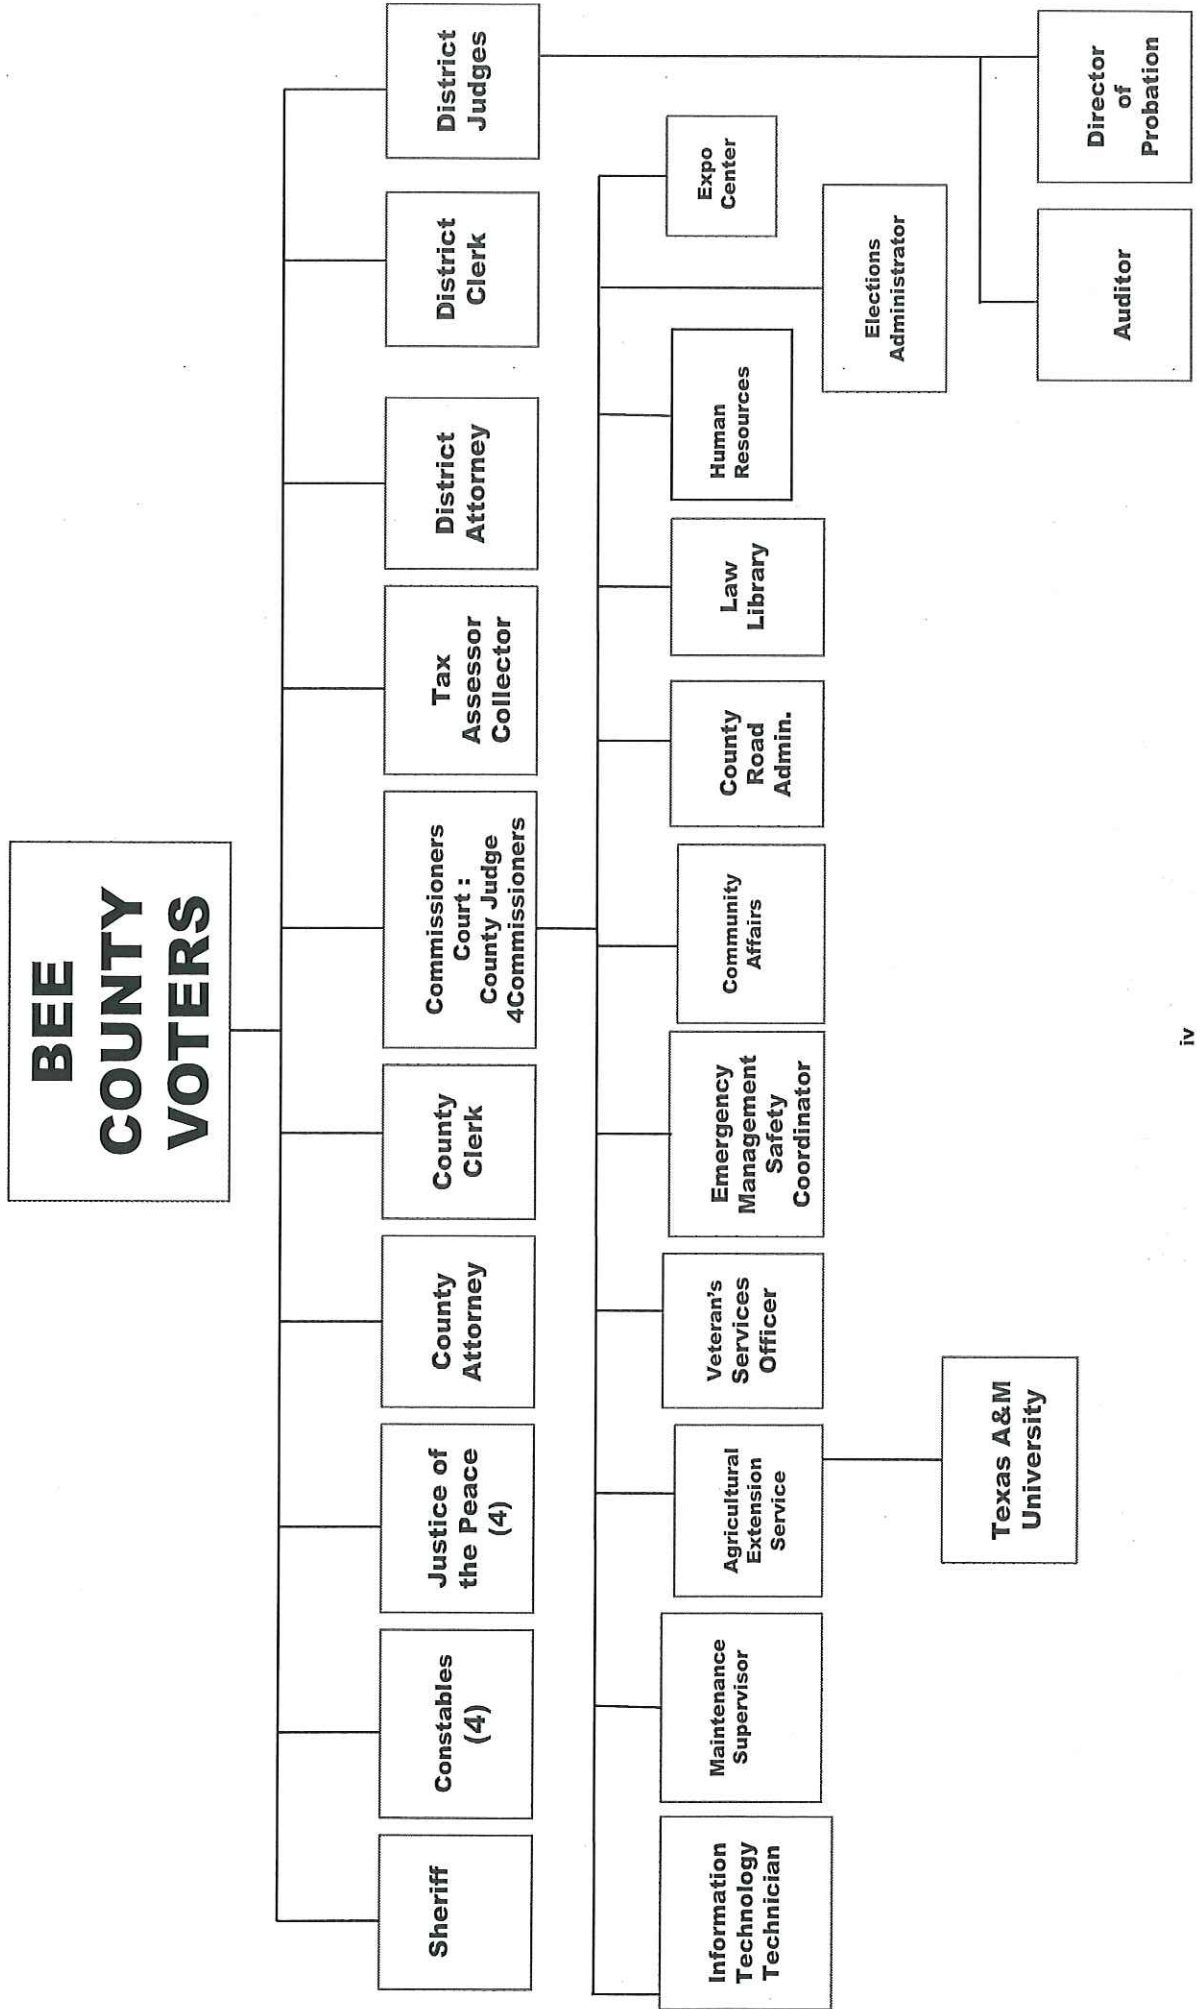 BEE
COUNTY
VOTERS
Sheriff
Constables
(4)
Justice of
the Peace
(4)
County
Attorney
County
Clerk
Commissioners
Court :
County Judge
4Commissioners
Tax
Assessor
Collector
District
Attorney
District
Clerk
District
Judges
Information
Technology
Technician
Maintenance
Supervisor
Agricultural
Extension
Service
Veteran's
Services
Officer
Emergency
Management
Safety
Coordinator
Community
Affairs
County
Road
Admin.
Law
Library
Human
Resources
Elections
Administrator
Expo
Center
Texas A&M
University
Auditor
Director
of
Probation
iv